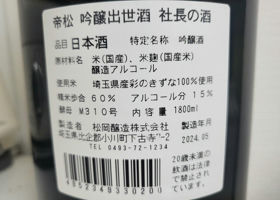 帝松 吟醸出世酒 社長の酒
品目 日本酒 特定名称 吟醸酒
原材料名 米(国産)、米麹(国産米)
醸造アルコール
使用米 埼玉県産彩のきずな100%使用
精米歩合 60% アルコール分 15%
酵母 M310号 内容量 1800ml
製造者 松岡醸造株式会社
埼玉県比企郡小川町下古寺7-2
TEL 0493-72-1234
製造年月
2024.05
20歳未満の
飲酒は法律
で禁止され
ています。
4952049330200